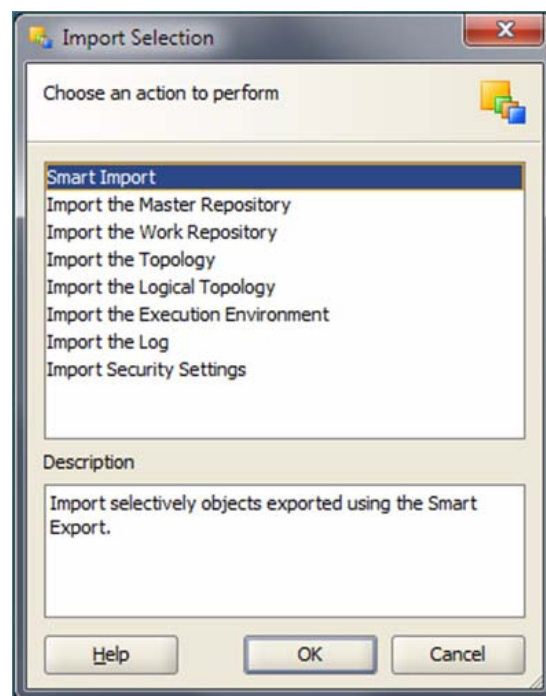 Import Selection
Choose an action to perform
Smart Import
Import the Master Repository
Import the Work Repository
Import the Topology
Import the Logical Topology
Import the Execution Environment
Import the Log
Import Security Settings
Description
Import selectively objects exported using the Smart
Export.
Help OK Cancel